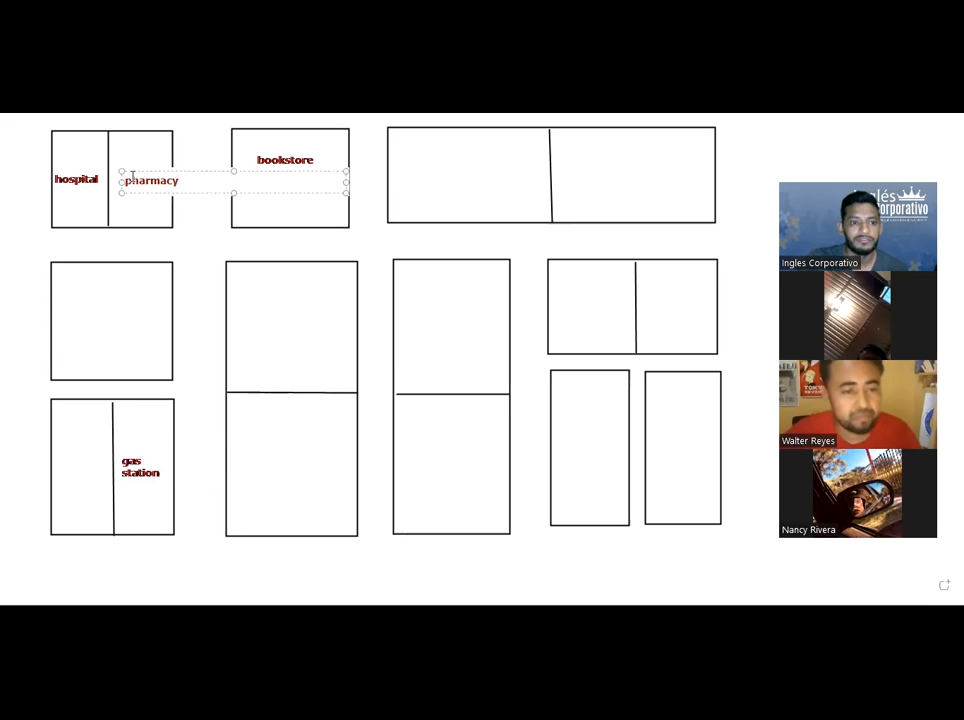 bookstore
hospital
pharmacy
gas
station
Inglés
Corporativo
Ingles Corporativo
Walter Reyes
Nancy Rivera